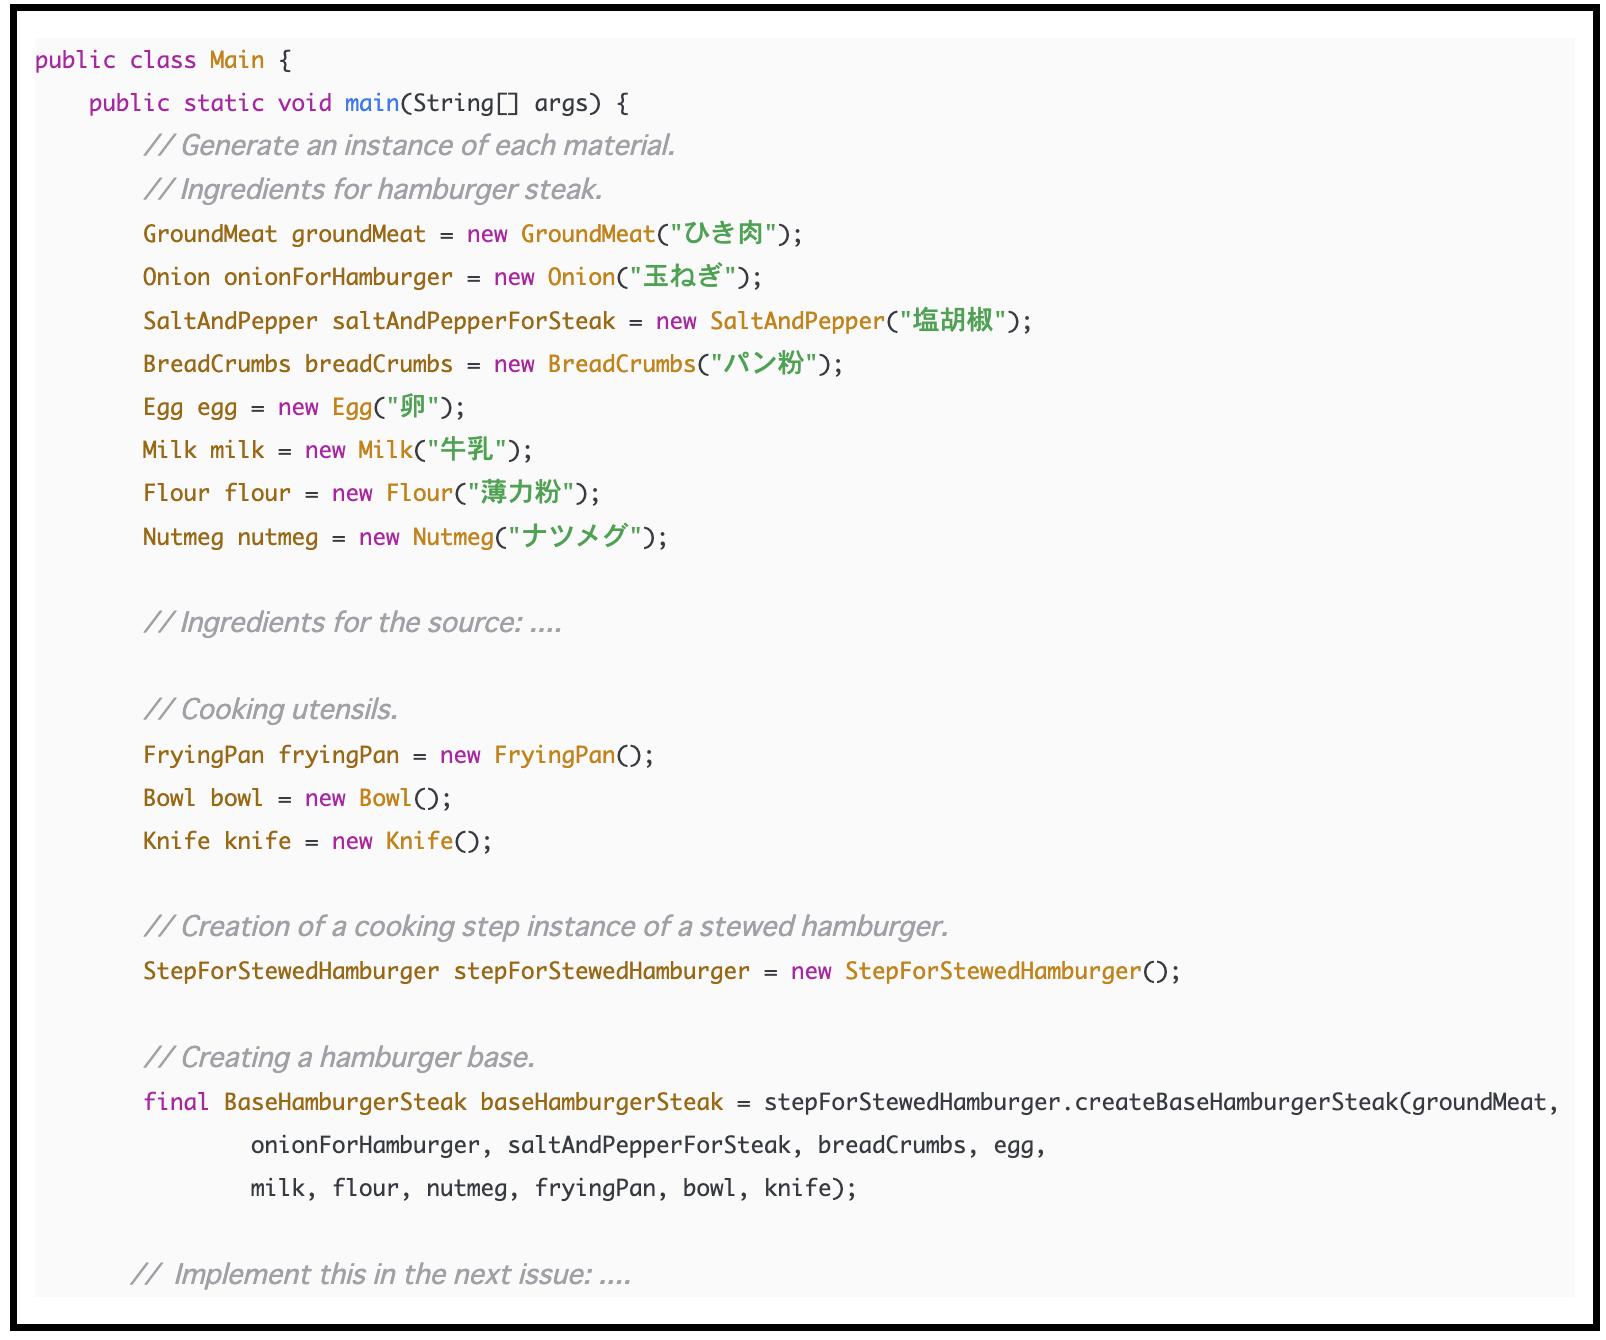 public class Main {
public static void main(String[] args) {
// Generate an instance of each material.
// Ingredients for hamburger steak.
GroundMeat groundMeat = new GroundMeat("ひき肉");
Onion onionForHamburger = new Onion("玉ねぎ");
SaltAndPepper saltAndPepperForSteak = new SaltAndPepper("塩胡椒");
BreadCrumbs breadCrumbs = new BreadCrumbs("パン粉");
Egg egg = new Egg("卵");
Milk milk = new Milk("牛乳");
Flour flour = new Flour("薄力粉");
Nutmeg nutmeg = new Nutmeg("ナツメグ");
// Ingredients for the source: ....
// Cooking utensils.
FryingPan fryingPan = new FryingPan();
Bowl bowl = new Bowl();
Knife knife = new Knife();
// Creation of a cooking step instance of a stewed hamburger.
StepForStewedHamburger stepForStewedHamburger = new StepForStewedHamburger();
// Creating a hamburger base.
final BaseHamburgerSteak baseHamburgerSteak = stepForStewedHamburger.createBaseHamburgerSteak(groundMeat,
onionForHamburger, saltAndPepperForSteak, breadCrumbs, egg,
milk, flour, nutmeg, fryingPan, bowl, knife);
// Implement this in the next issue: ....